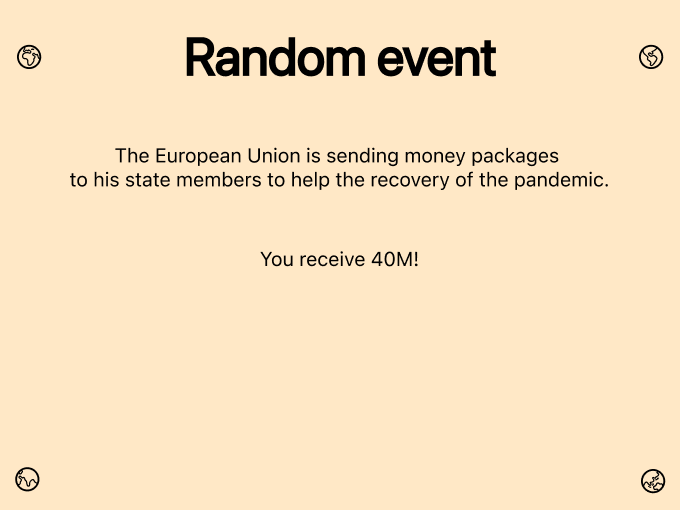 Random event
The European Union is sending money packages
to his state members to help the recovery of the pandemic.
You receive 40M!